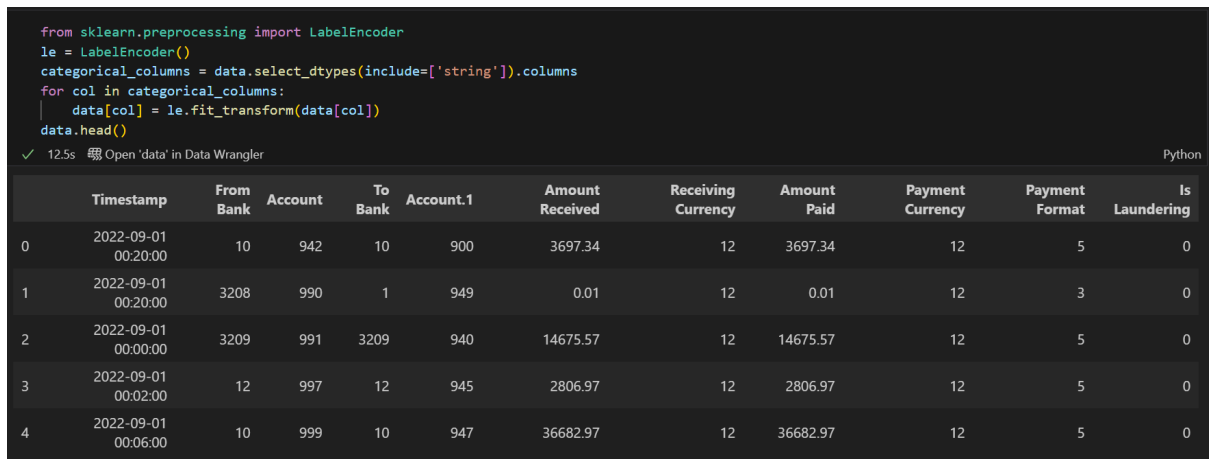 from sklearn.preprocessing import LabelEncoder
le = LabelEncoder()
categorical_columns = data.select_dtypes(include=['string']).columns
for col in categorical_columns:
    data[col] = le.fit_transform(data[col])
data.head()
✓ 12.5s Open 'data' in Data Wrangler Python
Timestamp From Bank Account To Bank Account.1 Amount Received Receiving Currency Amount Paid Payment Currency Payment Format Is Laundering
0 2022-09-01 00:20:00 10 942 10 900 3697.34 12 3697.34 12 5 0
1 2022-09-01 00:20:00 3208 990 1 949 0.01 12 0.01 12 3 0
2 2022-09-01 00:00:00 3209 991 3209 940 14675.57 12 14675.57 12 5 0
3 2022-09-01 00:02:00 12 997 12 945 2806.97 12 2806.97 12 5 0
4 2022-09-01 00:06:00 10 999 10 947 36682.97 12 36682.97 12 5 0